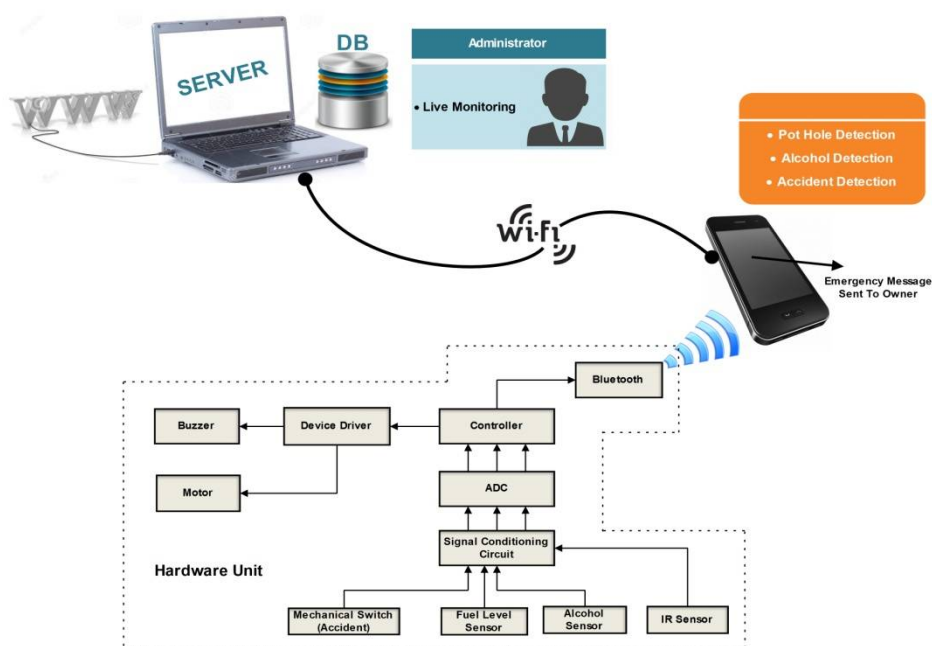 WWW
SERVER
DB
Administrator
• Live Monitoring
• Pot Hole Detection
• Alcohol Detection
• Accident Detection
Wi-fi
Emergency Message
Sent To Owner
Bluetooth
Buzzer
Device Driver
Controller
Motor
ADC
Signal Conditioning
Circuit
Hardware Unit
Mechanical Switch
(Accident)
Fuel Level
Sensor
Alcohol
Sensor
IR Sensor